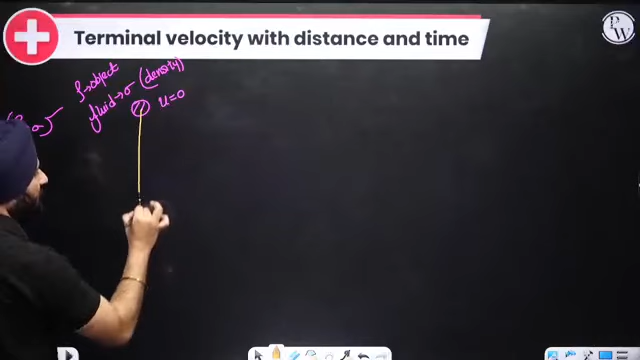 Terminal velocity with distance and time
PW
ρ→object
fluid→σ (density)
u=0